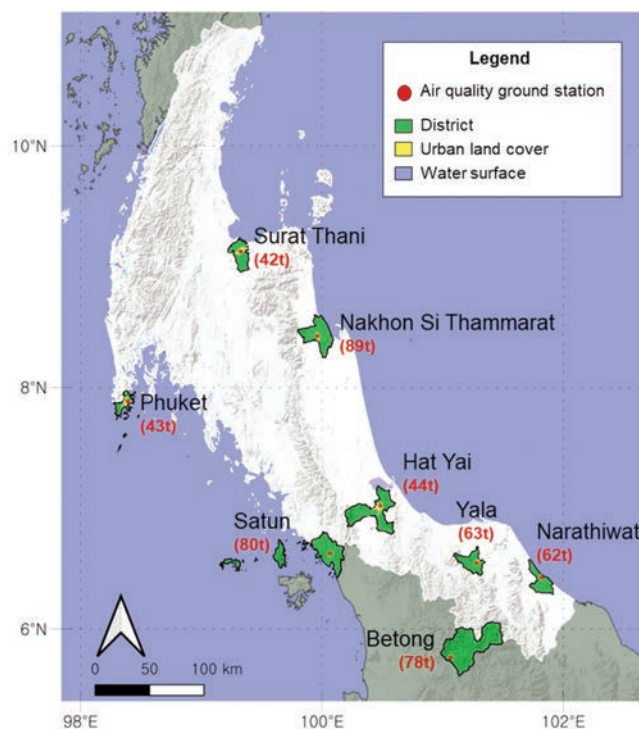 Legend
Air quality ground station
District
Urban land cover
Water surface
10°N
Surat Thani
(42t)
Nakhon Si Thammarat
(89t)
8°N
Phuket
(43t)
Hat Yai
(44t)
Yala
(63t)
Satun
(80t)
Narathiwat
(62t)
6°N
Betong
(78t)
0 50 100 km
98°E
100°E
102°E